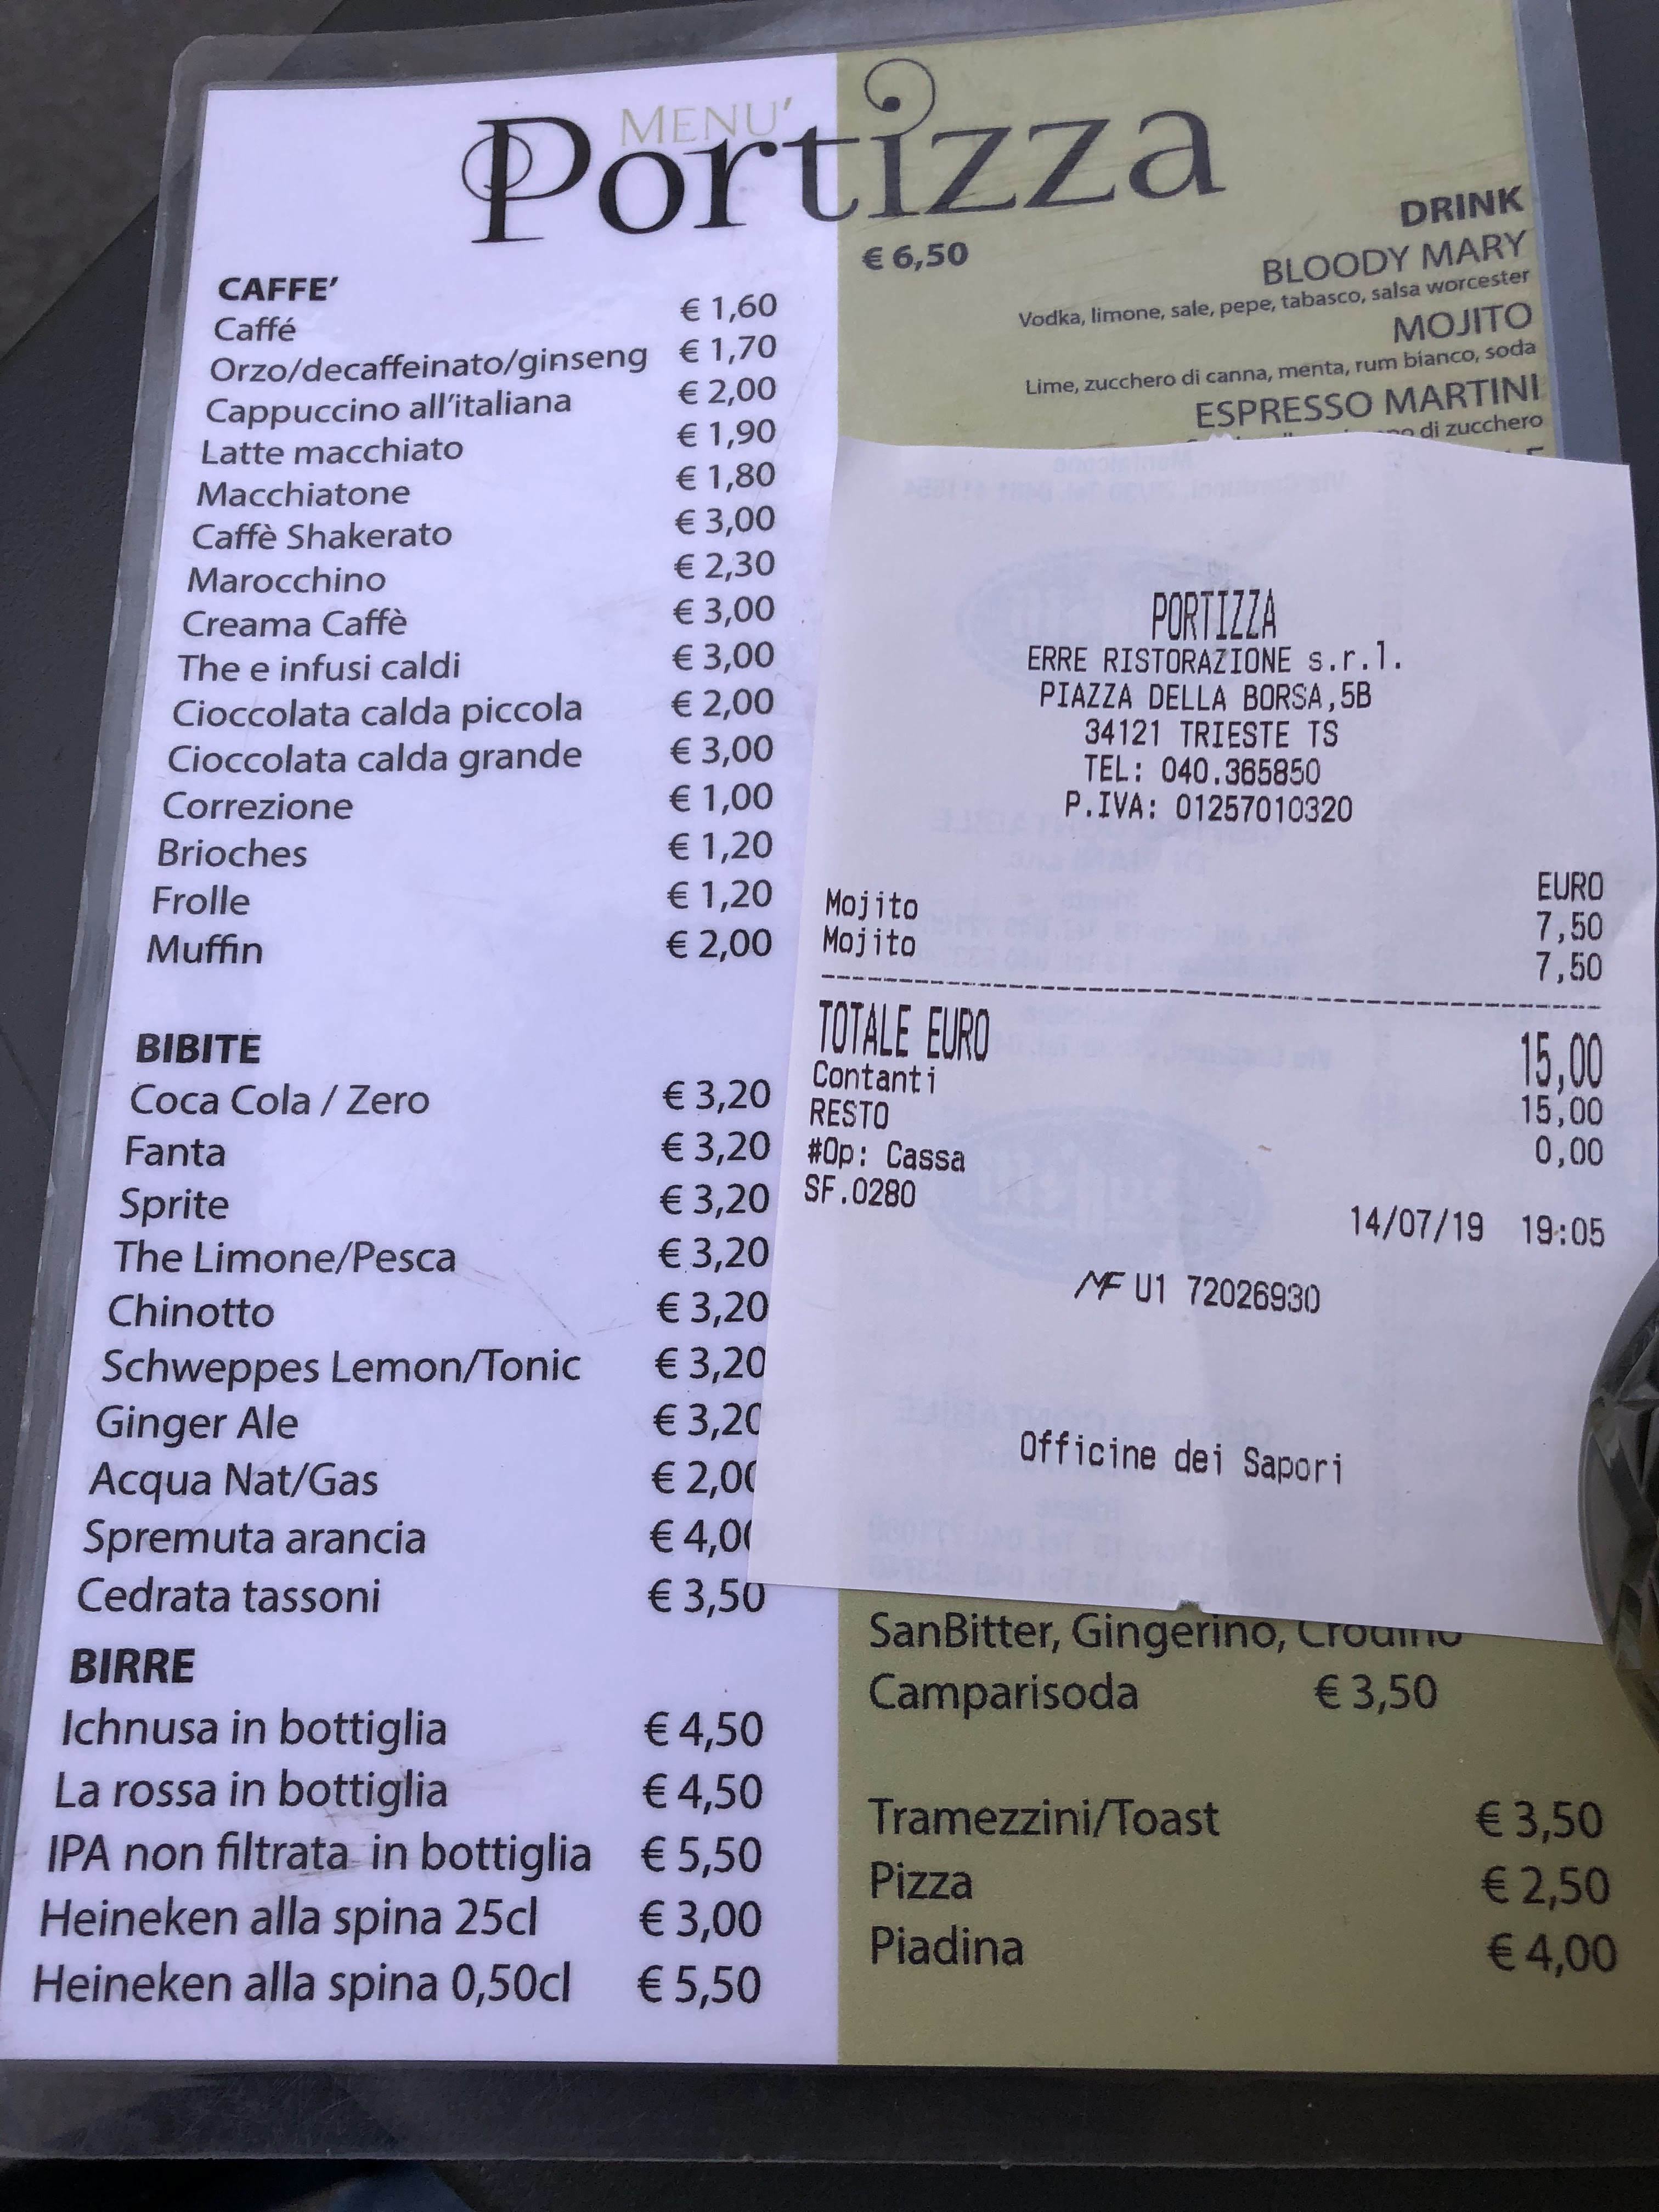 MENU'
Portizza
CAFFE'
Caffé € 1,60
Orzo/decaffeinato/ginseng € 1,70
Cappuccino all'italiana € 2,00
Latte macchiato € 1,90
Macchiatone € 1,80
Caffè Shakerato € 3,00
Marocchino € 2,30
Creama Caffè € 3,00
The e infusi caldi € 3,00
Cioccolata calda piccola € 2,00
Cioccolata calda grande € 3,00
Correzione € 1,00
Brioches € 1,20
Frolle € 1,20
Muffin € 2,00
BIBITE
Coca Cola / Zero € 3,20
Fanta € 3,20
Sprite € 3,20
The Limone/Pesca € 3,20
Chinotto € 3,20
Schweppes Lemon/Tonic € 3,20
Ginger Ale € 3,20
Acqua Nat/Gas € 2,00
Spremuta arancia € 4,00
Cedrata tassoni € 3,50
BIRRE
Ichnusa in bottiglia € 4,50
La rossa in bottiglia € 4,50
IPA non filtrata in bottiglia € 5,50
Heineken alla spina 25cl € 3,00
Heineken alla spina 0,50cl € 5,50
DRINK
€ 6,50
BLOODY MARY
Vodka, limone, sale, pepe, tabasco, salsa worcester
MOJITO
Lime, zucchero di canna, menta, rum bianco, soda
ESPRESSO MARTINI
di zucchero
PORTIZZA
ERRE RISTORAZIONE s.r.l.
PIAZZA DELLA BORSA,5B
34121 TRIESTE TS
TEL: 040.365850
P.IVA: 01257010320
EURO
Mojito 7,50
Mojito 7,50
TOTALE EURO 15,00
Contanti 15,00
RESTO 0,00
#Op: Cassa
SF.0280
14/07/19 19:05
MF U1 72026930
Officine dei Sapori
SanBitter, Gingerino, Crodino
Camparisoda € 3,50
Tramezzini/Toast € 3,50
Pizza € 2,50
Piadina € 4,00